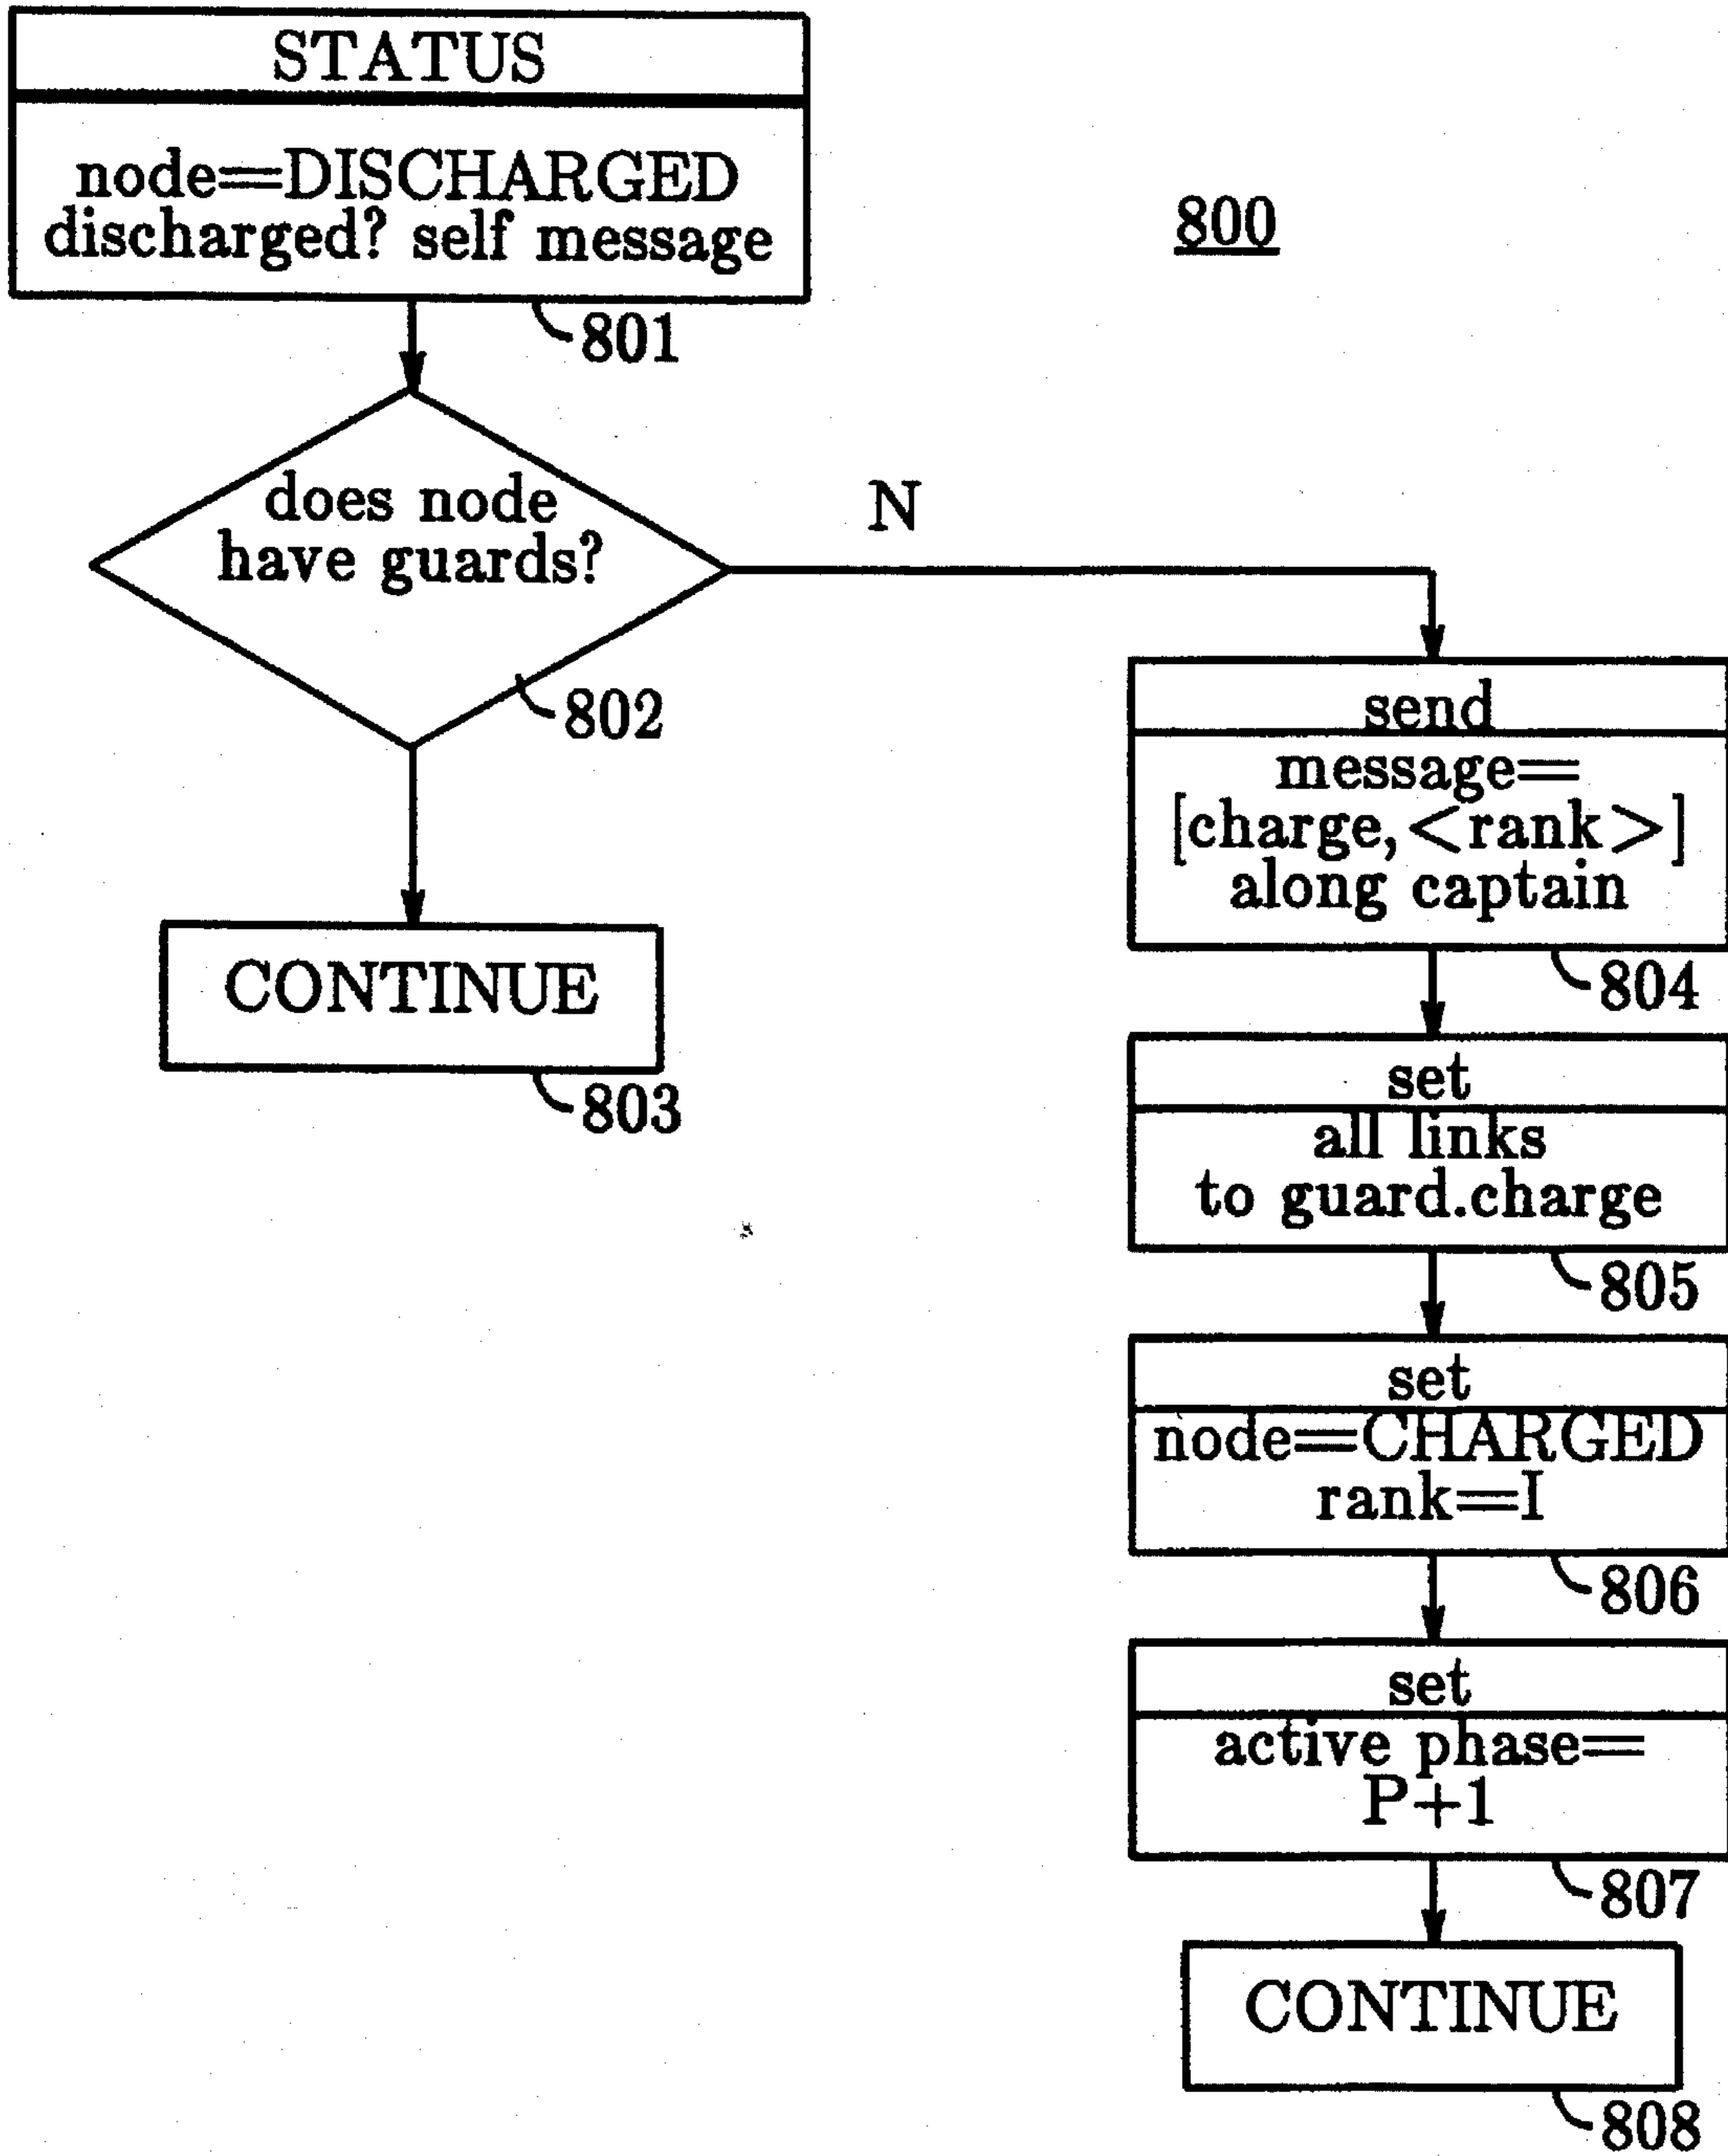 STATUS
node=DISCHARGED
discharged? self message
801
800
does node
have guards?
802
N
CONTINUE
803
send
message=
[charge,<rank>]
along captain
804
set
all links
to guard.charge
805
set
node=CHARGED
rank=I
806
set
active phase=
P+1
807
CONTINUE
808